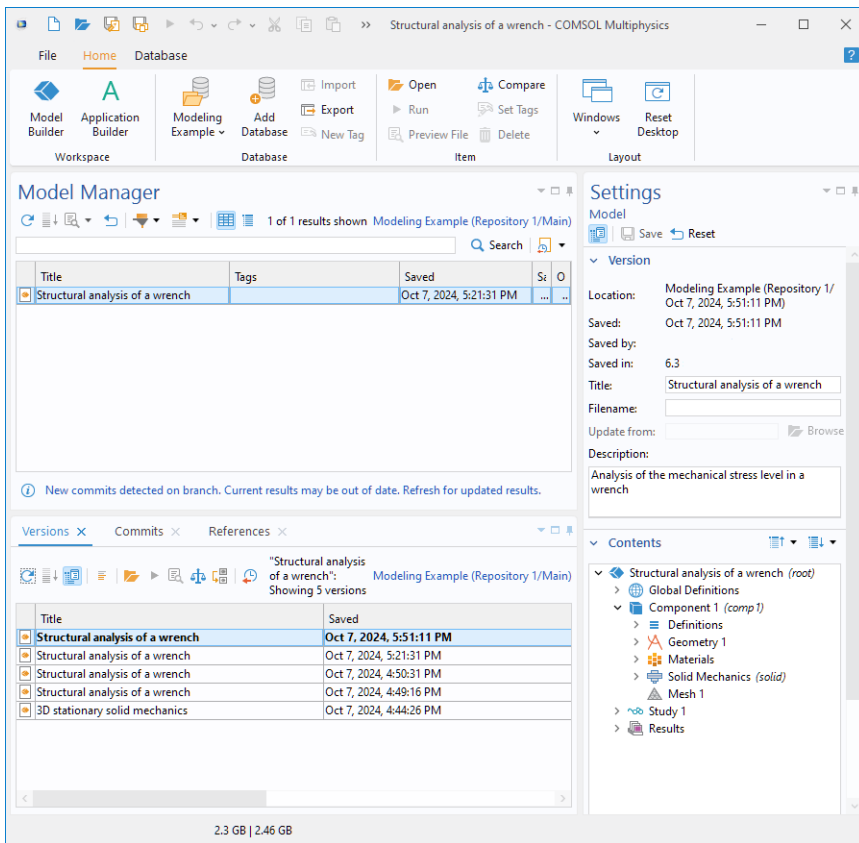 Structural analysis of a wrench - COMSOL Multiphysics
File Home Database
Model Builder
Application Builder
Workspace
Modeling Example
Add Database
Import
Export
New Tag
Database
Open
Run
Preview File
Compare
Set Tags
Delete
Item
Windows
Reset Desktop
Layout
Model Manager
1 of 1 results shown Modeling Example (Repository 1/Main)
Search
Title Tags Saved Sa O
Structural analysis of a wrench Oct 7, 2024, 5:21:31 PM ... ..
New commits detected on branch. Current results may be out of date. Refresh for updated results.
Versions Commits References
"Structural analysis
of a wrench": Modeling Example (Repository 1/Main)
Showing 5 versions
Title Saved
Structural analysis of a wrench Oct 7, 2024, 5:51:11 PM
Structural analysis of a wrench Oct 7, 2024, 5:21:31 PM
Structural analysis of a wrench Oct 7, 2024, 4:50:31 PM
Structural analysis of a wrench Oct 7, 2024, 4:49:16 PM
3D stationary solid mechanics Oct 7, 2024, 4:44:26 PM
Settings
Model
Save Reset
Version
Location: Modeling Example (Repository 1/
Oct 7, 2024, 5:51:11 PM)
Saved: Oct 7, 2024, 5:51:11 PM
Saved by:
Saved in: 6.3
Title: Structural analysis of a wrench
Filename:
Update from: Browse
Description:
Analysis of the mechanical stress level in a
wrench
Contents
Structural analysis of a wrench (root)
Global Definitions
Component 1 (comp1)
Definitions
Geometry 1
Materials
Solid Mechanics (solid)
Mesh 1
Study 1
Results
2.3 GB | 2.46 GB